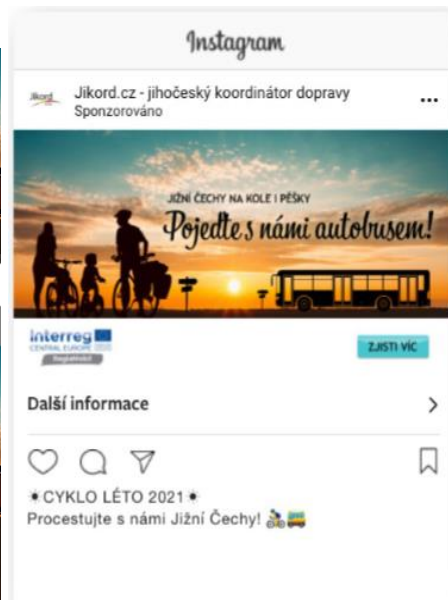 Instagram
Jikord
Jikord.cz - jihočeský koordinátor dopravy
Sponzorováno
JIŽNÍ ČECHY NA KOLE I PĚŠKY
Pojeďte s námi autobusem!
Interreg
CENTRAL EUROPE
ZJISTI VÍC
Další informace
☀CYKLO LÉTO 2021☀
Procestujte s námi Jižní Čechy! 🚴🚌